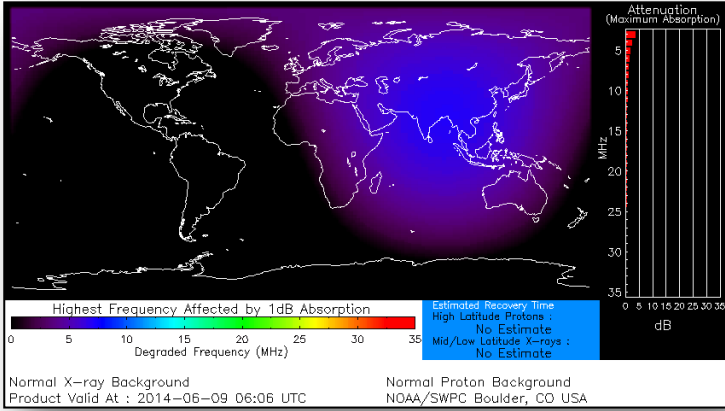 Attenuation
(Maximum Absorption)
5
10
15
20
25
30
35
MHz
0 5 10 15 20 25 30 35
dB
Highest Frequency Affected by 1dB Absorption
0 5 10 15 20 25 30 35
Degraded Frequency (MHz)
Estimated Recovery Time
High Latitude Protons :
No Estimate
Mid/Low Latitude X-rays :
No Estimate
Normal X-ray Background
Normal Proton Background
Product Valid At : 2014-06-09 06:06 UTC
NOAA/SWPC Boulder, CO USA